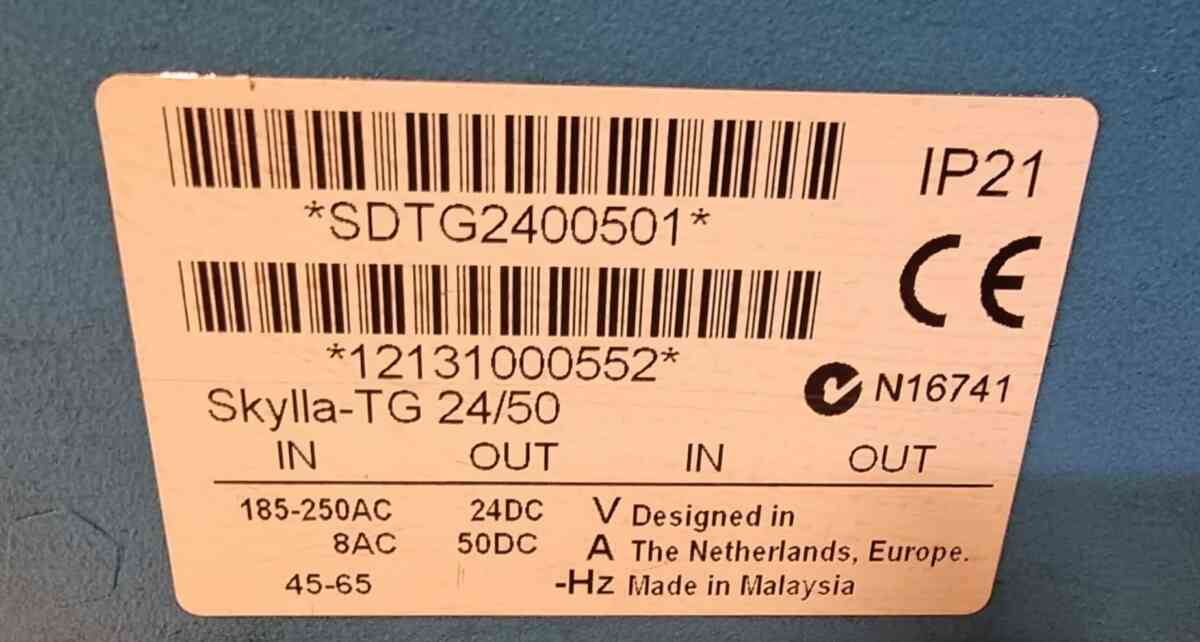 *SDTG2400501*
IP21
CE
*12131000552*
N16741
Skylla-TG 24/50
IN OUT IN OUT
185-250AC 24DC V Designed in
8AC 50DC A The Netherlands, Europe.
45-65 -Hz Made in Malaysia